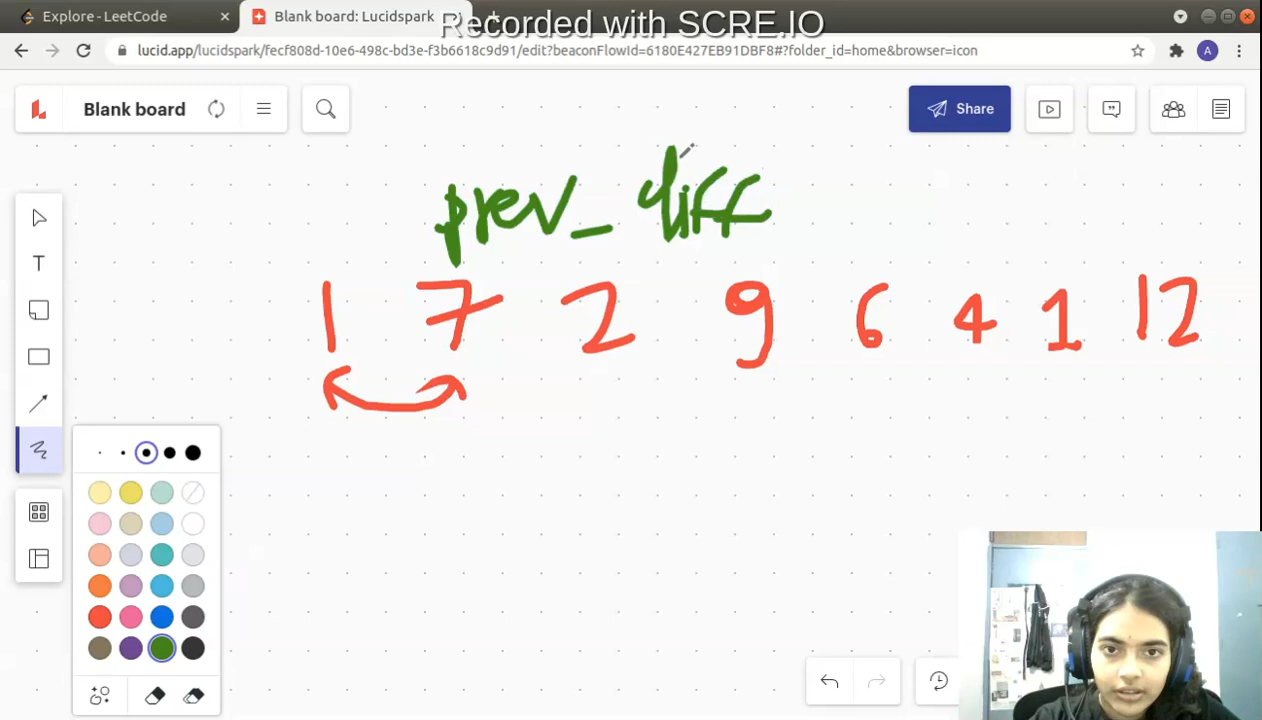 Explore - LeetCode
Blank board: Lucidspark
Recorded with SCRE.IO
lucid.app/lucidspark/fecf808d-10e6-498c-bd3e-f3b6618c9d91/edit?beaconFlowId=6180E427EB91DBF8#?folder_id=home&browser=icon
A
Blank board
Share
T
prev_diff
1 7 2 9 6 4 1 12